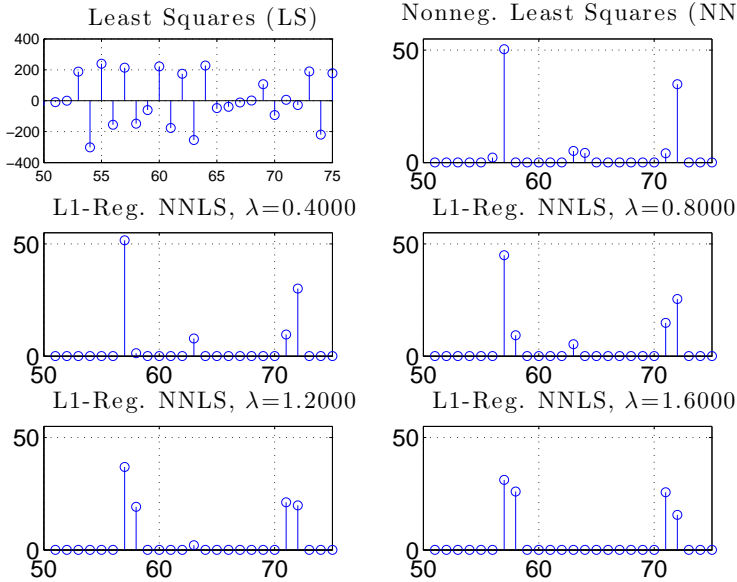 Least Squares (LS)
Nonneg. Least Squares (NN
400
200
0
−200
−400
50 55 60 65 70 75
50
0
50 60 70
L1-Reg. NNLS, λ=0.4000
L1-Reg. NNLS, λ=0.8000
50
0
50 60 70
50
0
50 60 70
L1-Reg. NNLS, λ=1.2000
L1-Reg. NNLS, λ=1.6000
50
0
50 60 70
50
0
50 60 70